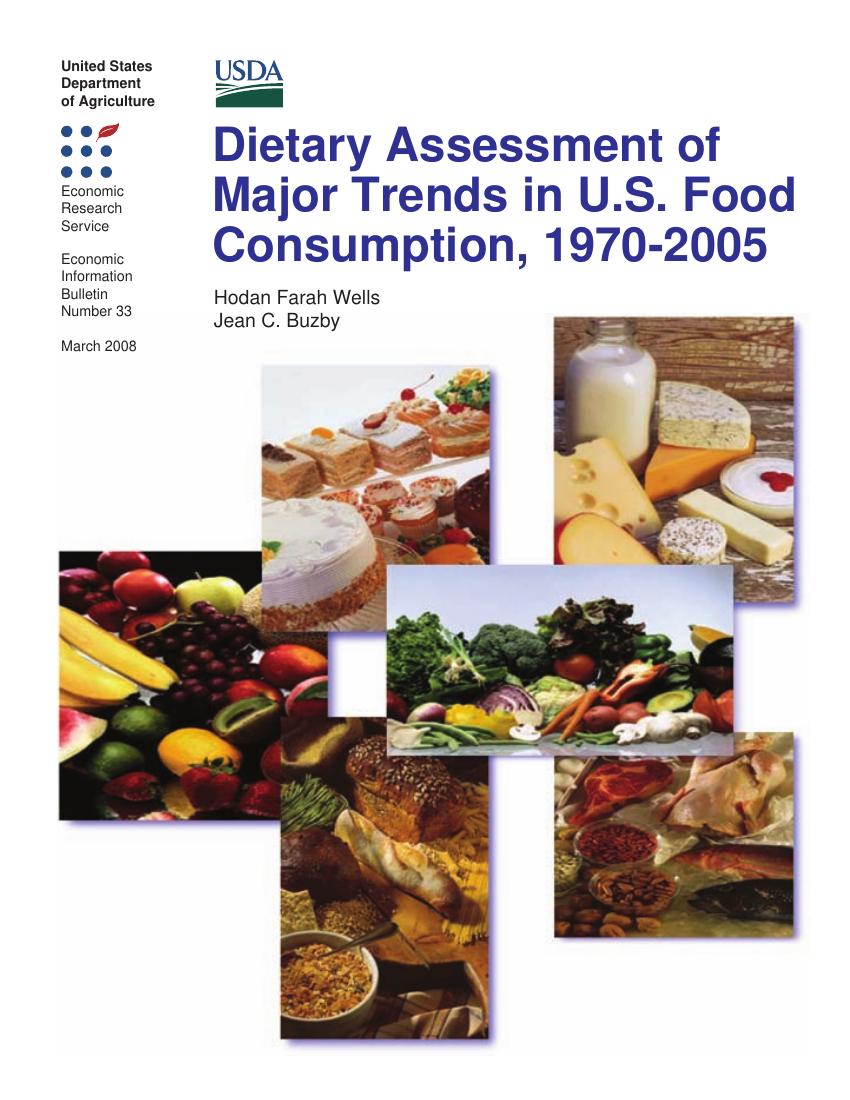 United States
Department
of Agriculture
Economic
Research
Service
Economic
Information
Bulletin
Number 33
March 2008
USDA
Dietary Assessment of
Major Trends in U.S. Food
Consumption, 1970-2005
Hodan Farah Wells
Jean C. Buzby